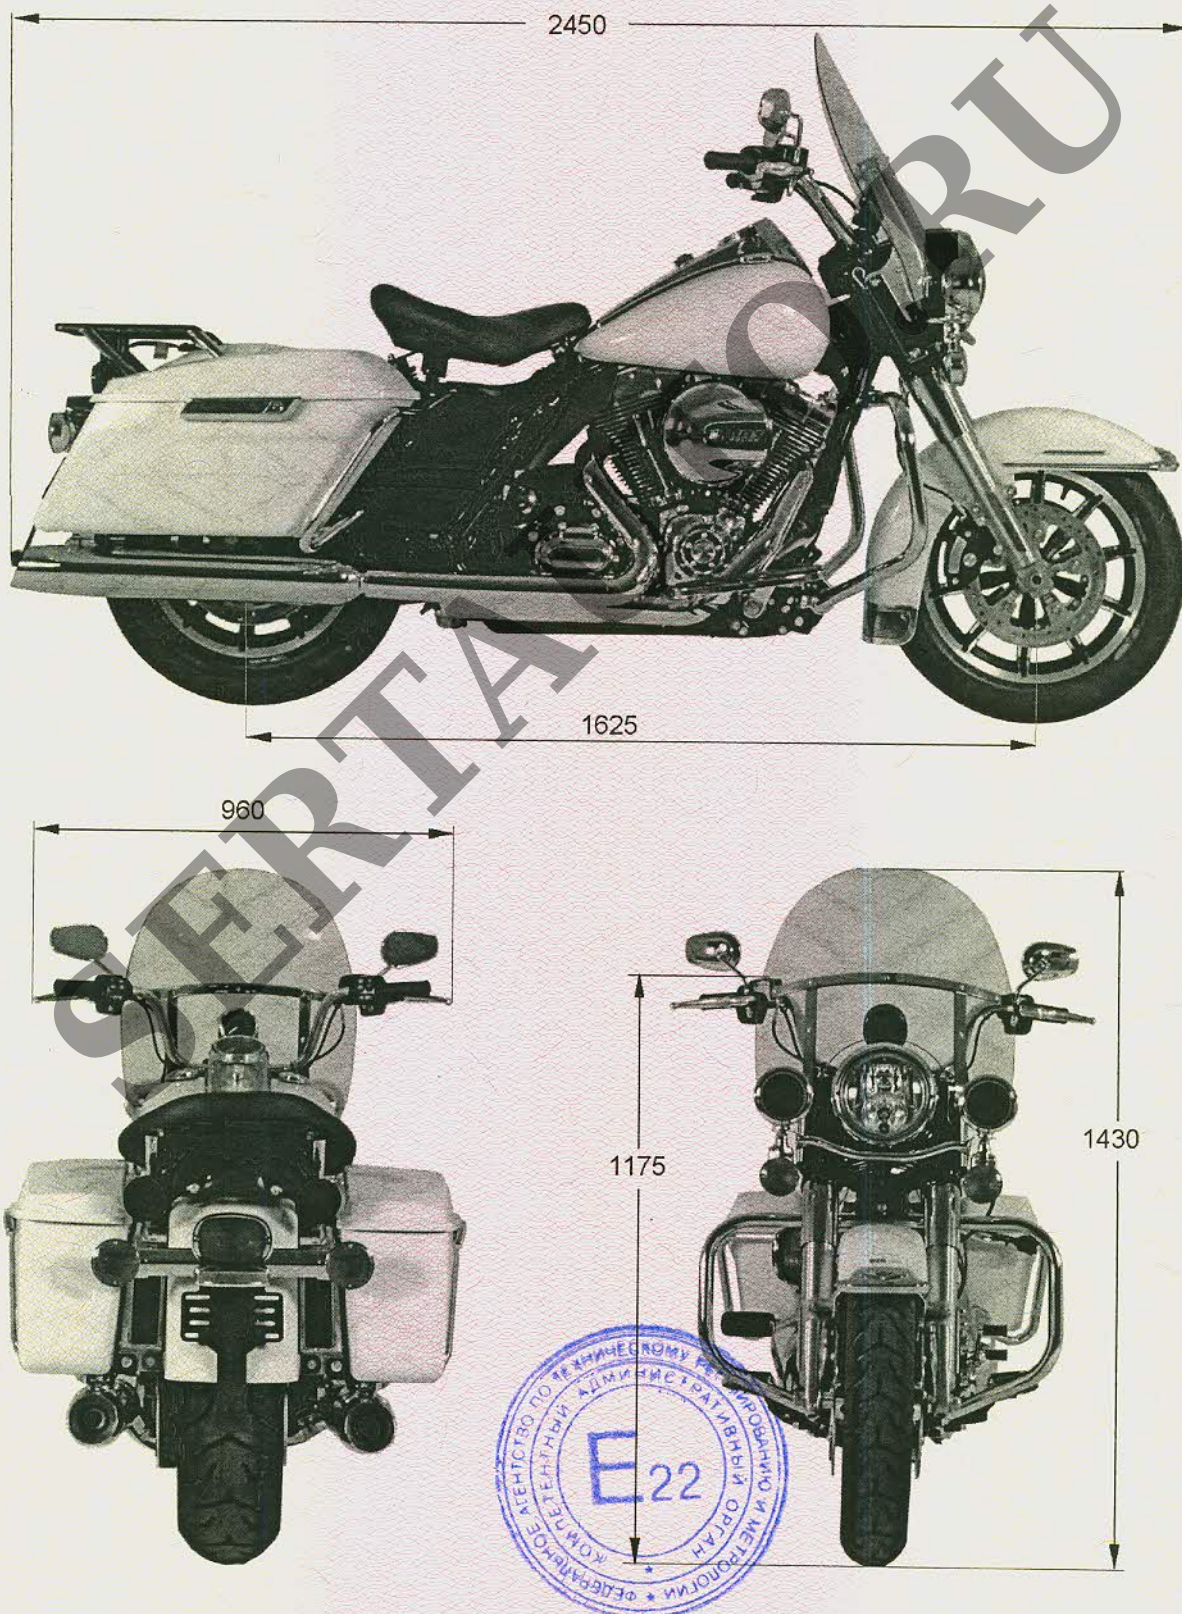 2450
SERTAUTO.RU
1625
960
1175
1430
ФЕДЕРАЛЬНОЕ АГЕНТСТВО ПО ТЕХНИЧЕСКОМУ РЕГУЛИРОВАНИЮ И МЕТРОЛОГИИ ★
КОМПЕТЕНТНЫЙ АДМИНИСТРАТИВНЫЙ ОРГАН ★
E22